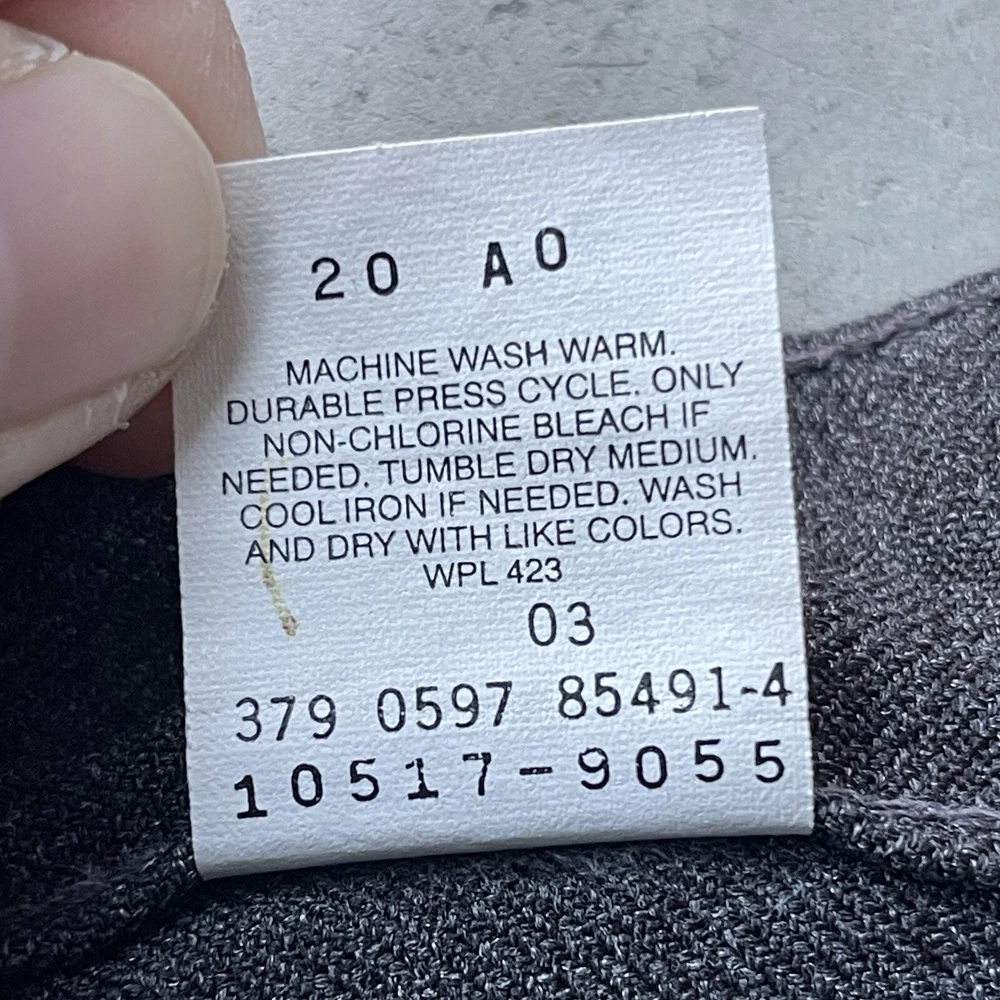 20 A0
MACHINE WASH WARM.
DURABLE PRESS CYCLE. ONLY
NON-CHLORINE BLEACH IF
NEEDED. TUMBLE DRY MEDIUM.
COOL IRON IF NEEDED. WASH
AND DRY WITH LIKE COLORS.
WPL 423
03
379 0597 85491-4
10517-9055